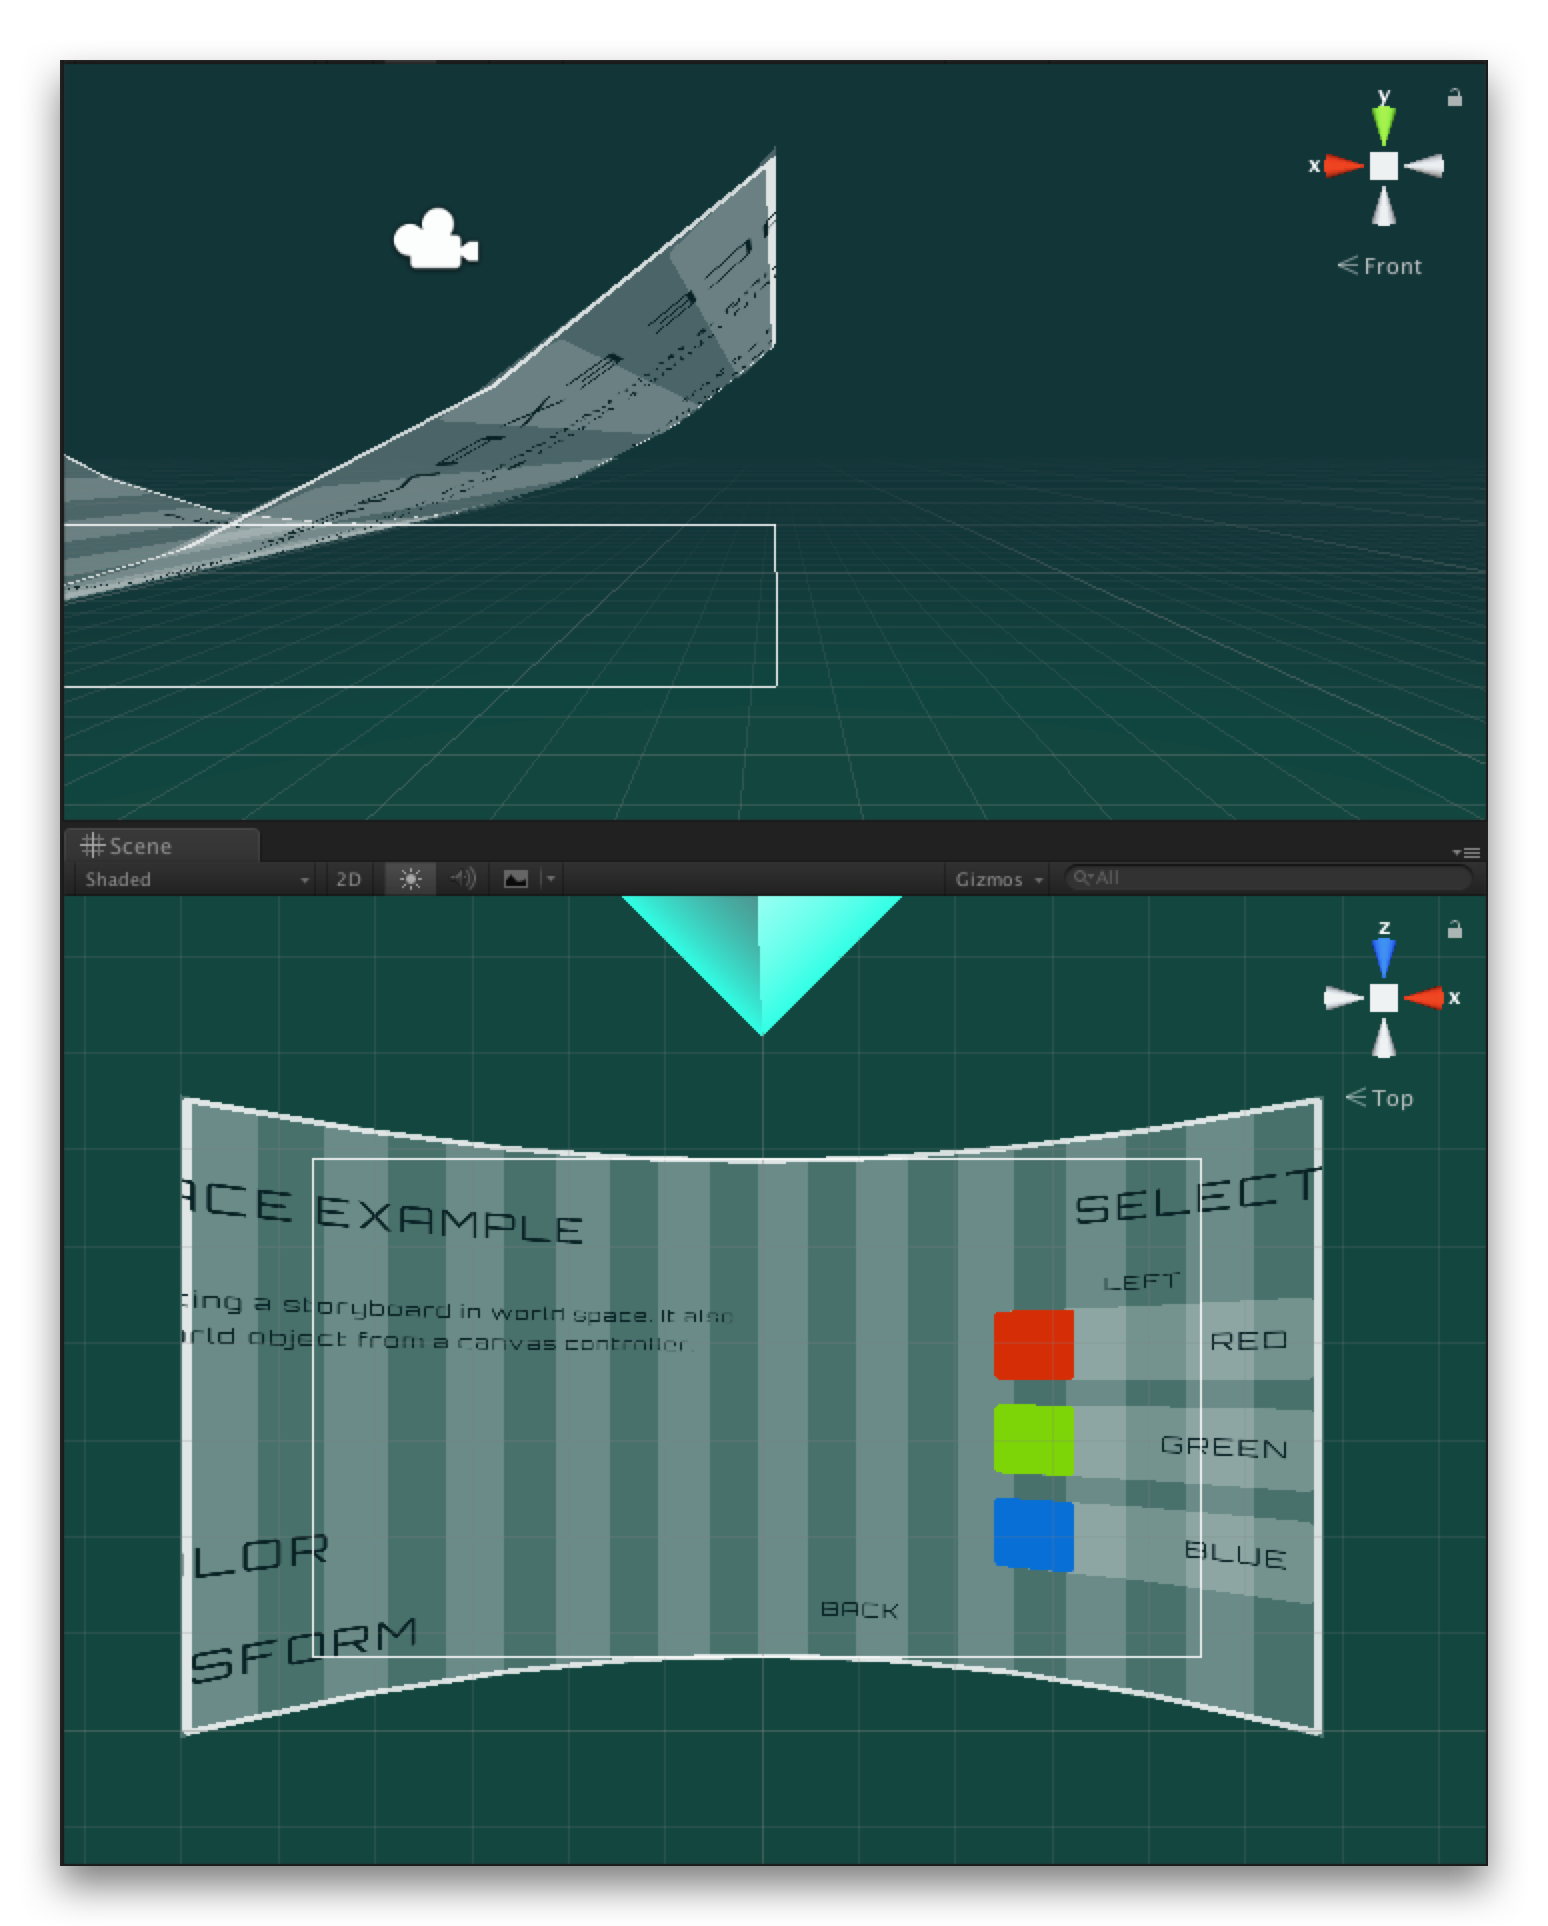 y
x
Front
Scene
Shaded
2D
Gizmos
All
z
x
Top
ACE EXAMPLE
SELECT
LEFT
ting a storyboard in world space. It also
RED
rld object from a canvas controller.
GREEN
LOR
BLUE
BACK
SFORM